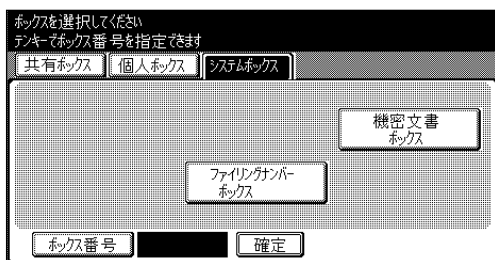 ボックスを選択してください
テンキーでボックス番号を指定できます
共有ボックス 個人ボックス システムボックス
機密文書
ボックス
ファイリングナンバー
ボックス
ボックス番号 確定